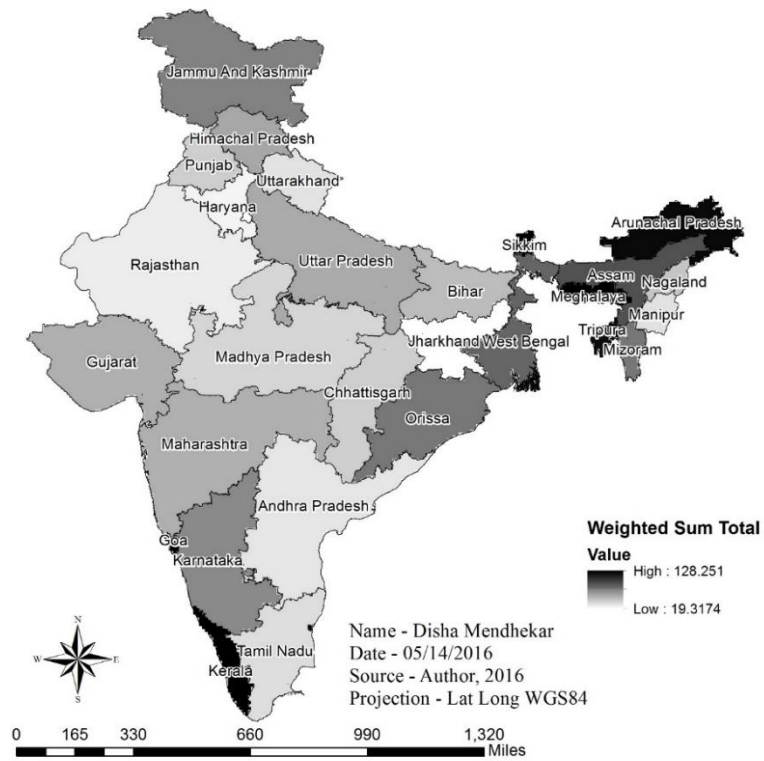 Jammu And Kashmir
Himachal Pradesh
Punjab
Uttarakhand
Haryana
Arunachal Pradesh
Sikkim
Rajasthan
Uttar Pradesh
Assam
Nagaland
Bihar
Meghalaya
Manipur
Tripura
Jharkhand
West Bengal
Mizoram
Gujarat
Madhya Pradesh
Chhattisgarh
Orissa
Maharashtra
Andhra Pradesh
Weighted Sum Total
Value
High : 128.251
Low : 19.3174
Goa
Karnataka
Tamil Nadu
Kerala
N
W
E
S
Name - Disha Mendhekar
Date - 05/14/2016
Source - Author, 2016
Projection - Lat Long WGS84
0 165 330 660 990 1,320
Miles